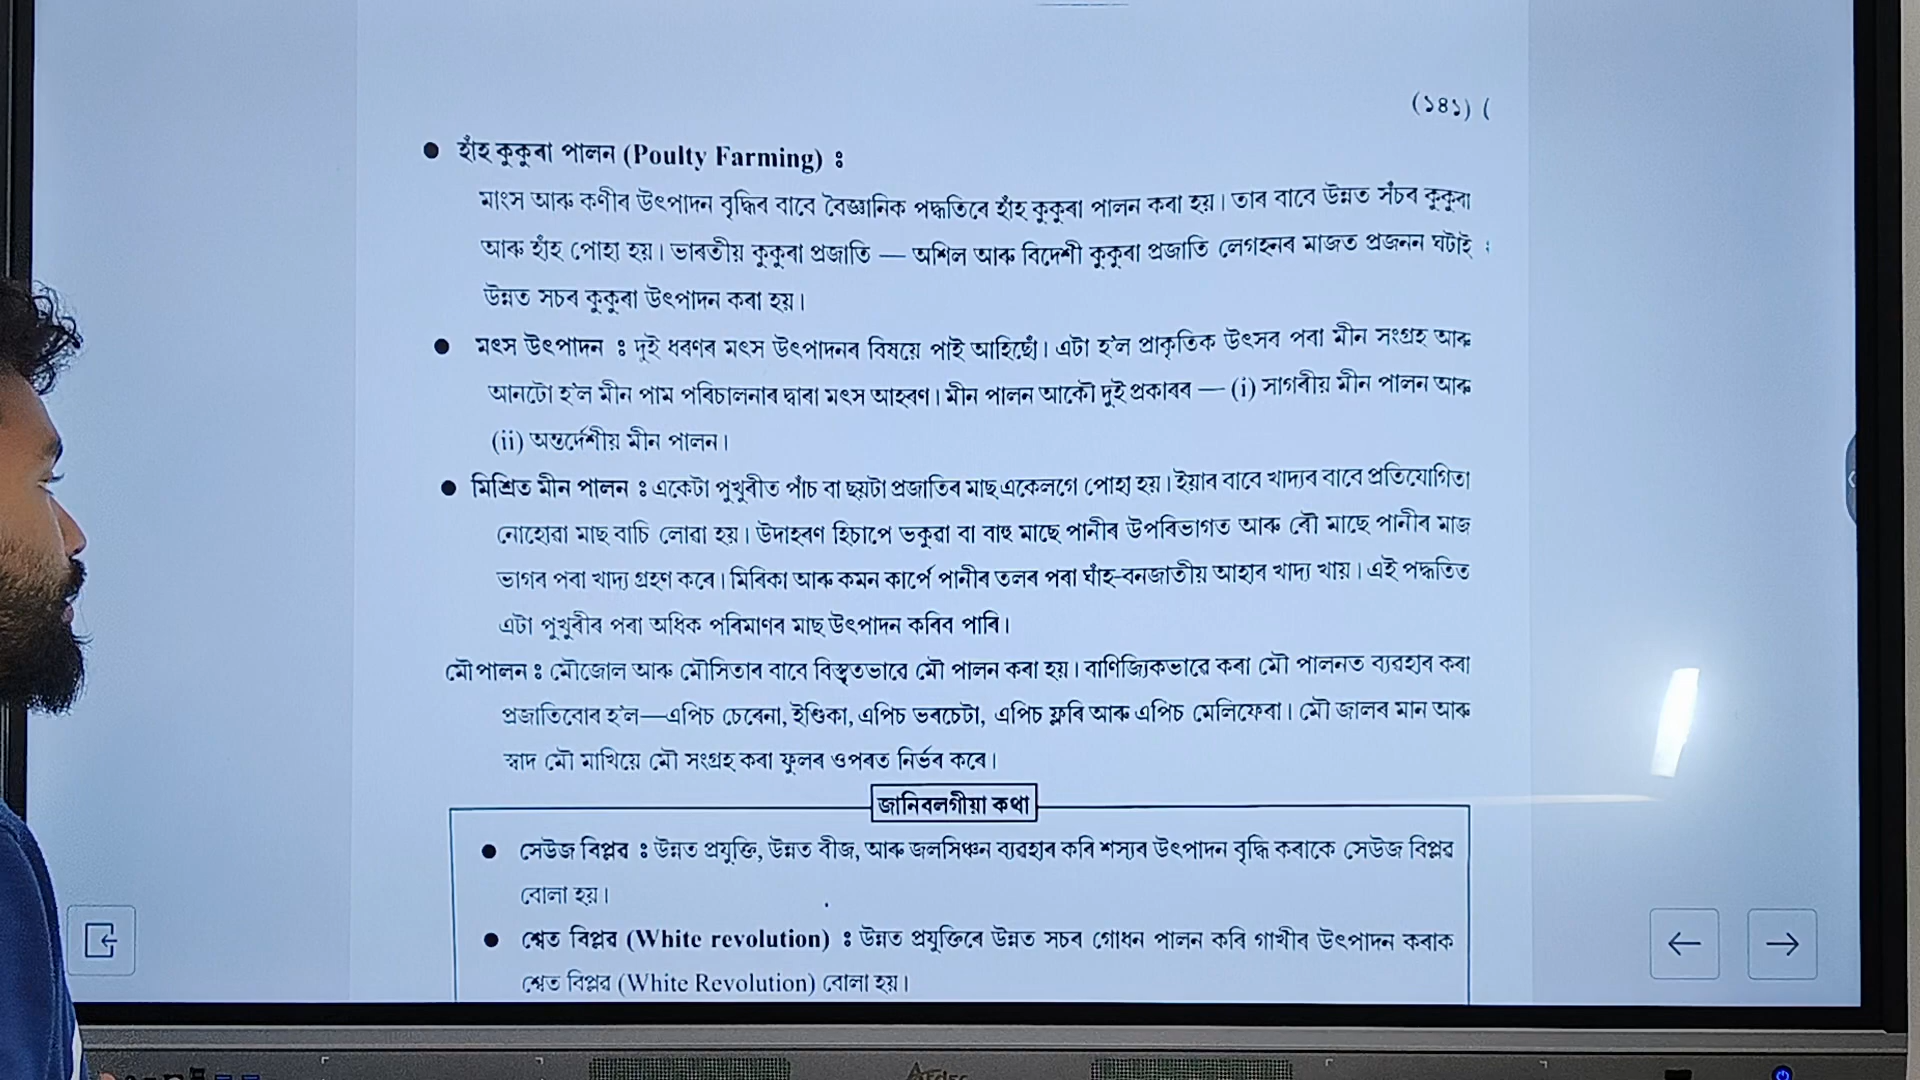 (১৪১) (
● হাঁহ কুকুৰা পালন (Poulty Farming) ঃ
মাংস আৰু কণীৰ উৎপাদন বৃদ্ধিৰ বাবে বৈজ্ঞানিক পদ্ধতিৰে হাঁহ কুকুৰা পালন কৰা হয়। তাৰ বাবে উন্নত সঁচৰ কুকুৰা
আৰু হাঁহ পোহা হয়। ভাৰতীয় কুকুৰা প্ৰজাতি — অশিল আৰু বিদেশী কুকুৰা প্ৰজাতি লেগহনৰ মাজত প্ৰজনন ঘটাই :
উন্নত সচৰ কুকুৰা উৎপাদন কৰা হয়।
● মৎস উৎপাদন ঃ দুই ধৰণৰ মৎস উৎপাদনৰ বিষয়ে পাই আহিছোঁ। এটা হ'ল প্ৰাকৃতিক উৎসৰ পৰা মীন সংগ্ৰহ আৰু
আনটো হ'ল মীন পাম পৰিচালনাৰ দ্বাৰা মৎস আহৰণ। মীন পালন আকৌ দুই প্ৰকাৰৰ — (i) সাগৰীয় মীন পালন আৰু
(ii) অন্তৰ্দেশীয় মীন পালন।
● মিশ্ৰিত মীন পালন ঃ একেটা পুখুৰীত পাঁচ বা ছয়টা প্ৰজাতিৰ মাছ একেলগে পোহা হয়। ইয়াৰ বাবে খাদ্যৰ বাবে প্ৰতিযোগিতা
নোহোৱা মাছ বাচি লোৱা হয়। উদাহৰণ হিচাপে ভকুৱা বা বাহু মাছে পানীৰ উপৰিভাগত আৰু ৰৌ মাছে পানীৰ মাজ
ভাগৰ পৰা খাদ্য গ্ৰহণ কৰে। মিৰিকা আৰু কমন কাৰ্পে পানীৰ তলৰ পৰা ঘাঁহ-বনজাতীয় আহাৰ খাদ্য খায়। এই পদ্ধতিত
এটা পুখুৰীৰ পৰা অধিক পৰিমাণৰ মাছ উৎপাদন কৰিব পাৰি।
মৌ পালন ঃ মৌজোল আৰু মৌসিতাৰ বাবে বিস্তৃতভাৱে মৌ পালন কৰা হয়। বাণিজ্যিকভাৱে কৰা মৌ পালনত ব্যৱহাৰ কৰা
প্ৰজাতিবোৰ হ'ল—এপিচ চেৰেনা, ইণ্ডিকা, এপিচ ভৰচেটা, এপিচ ফ্লৰি আৰু এপিচ মেলিফেৰা। মৌ জালৰ মান আৰু
স্বাদ মৌ মাখিয়ে মৌ সংগ্ৰহ কৰা ফুলৰ ওপৰত নিৰ্ভৰ কৰে।
জানিবলগীয়া কথা
● সেউজ বিপ্লৱ ঃ উন্নত প্ৰযুক্তি, উন্নত বীজ, আৰু জলসিঞ্চন ব্যৱহাৰ কৰি শস্যৰ উৎপাদন বৃদ্ধি কৰাকে সেউজ বিপ্লৱ
বোলা হয়।
● শ্বেত বিপ্লৱ (White revolution) ঃ উন্নত প্ৰযুক্তিৰে উন্নত সচৰ গোধন পালন কৰি গাখীৰ উৎপাদন কৰাক
শ্বেত বিপ্লৱ (White Revolution) বোলা হয়।